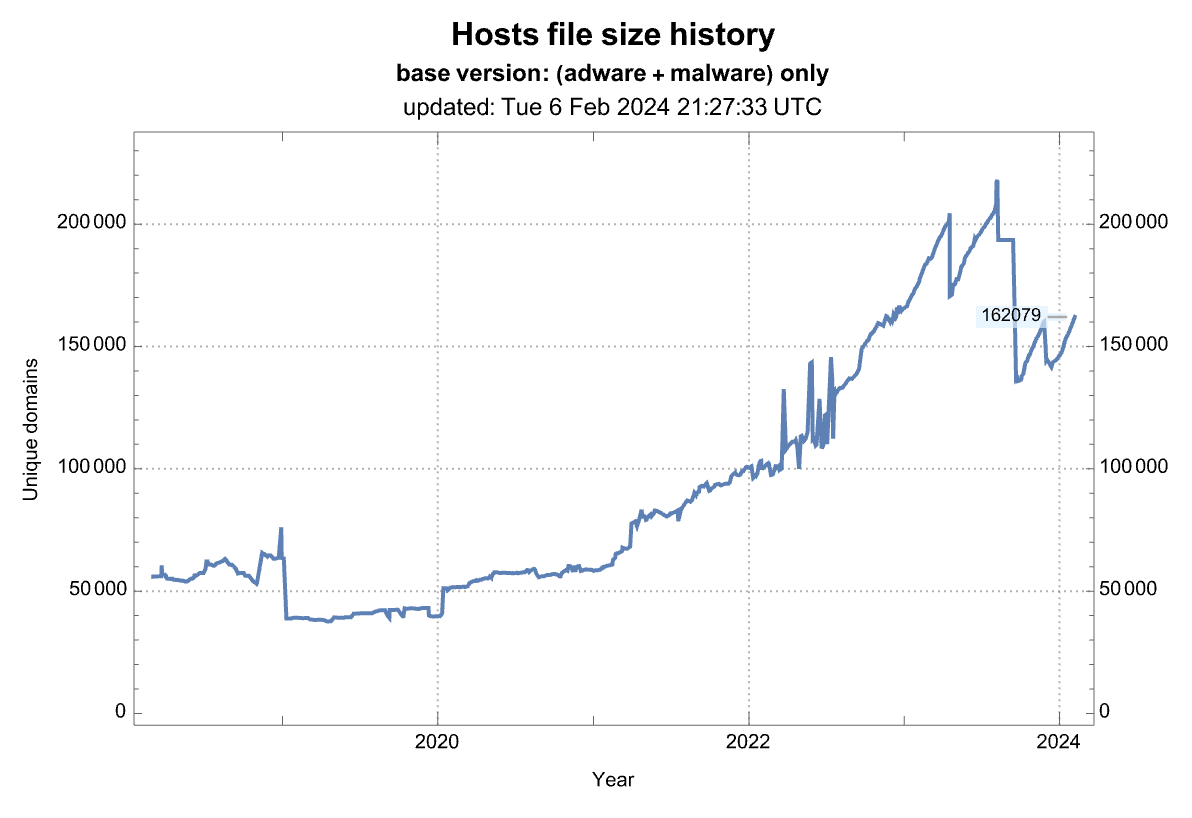 Hosts file size history
base version: (adware + malware) only
updated: Tue 6 Feb 2024 21:27:33 UTC
200 000
200 000
162079
150 000
150 000
100 000
100 000
50 000
50 000
0
0
Unique domains
2020
2022
2024
Year